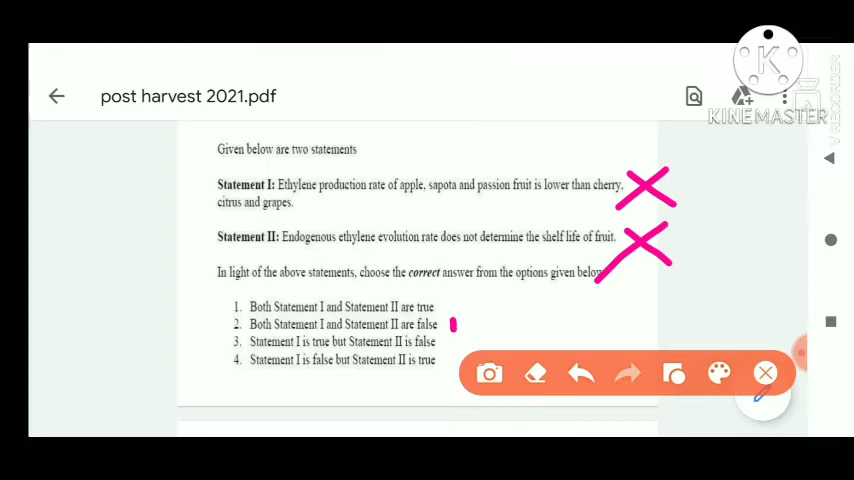 post harvest 2021.pdf
K
KINEMASTER
V RECORDER
Given below are two statements
Statement I: Ethylene production rate of apple, sapota and passion fruit is lower than cherry,
citrus and grapes.
Statement II: Endogenous ethylene evolution rate does not determine the shelf life of fruit.
In light of the above statements, choose the correct answer from the options given below
1. Both Statement I and Statement II are true
2. Both Statement I and Statement II are false
3. Statement I is true but Statement II is false
4. Statement I is false but Statement II is true